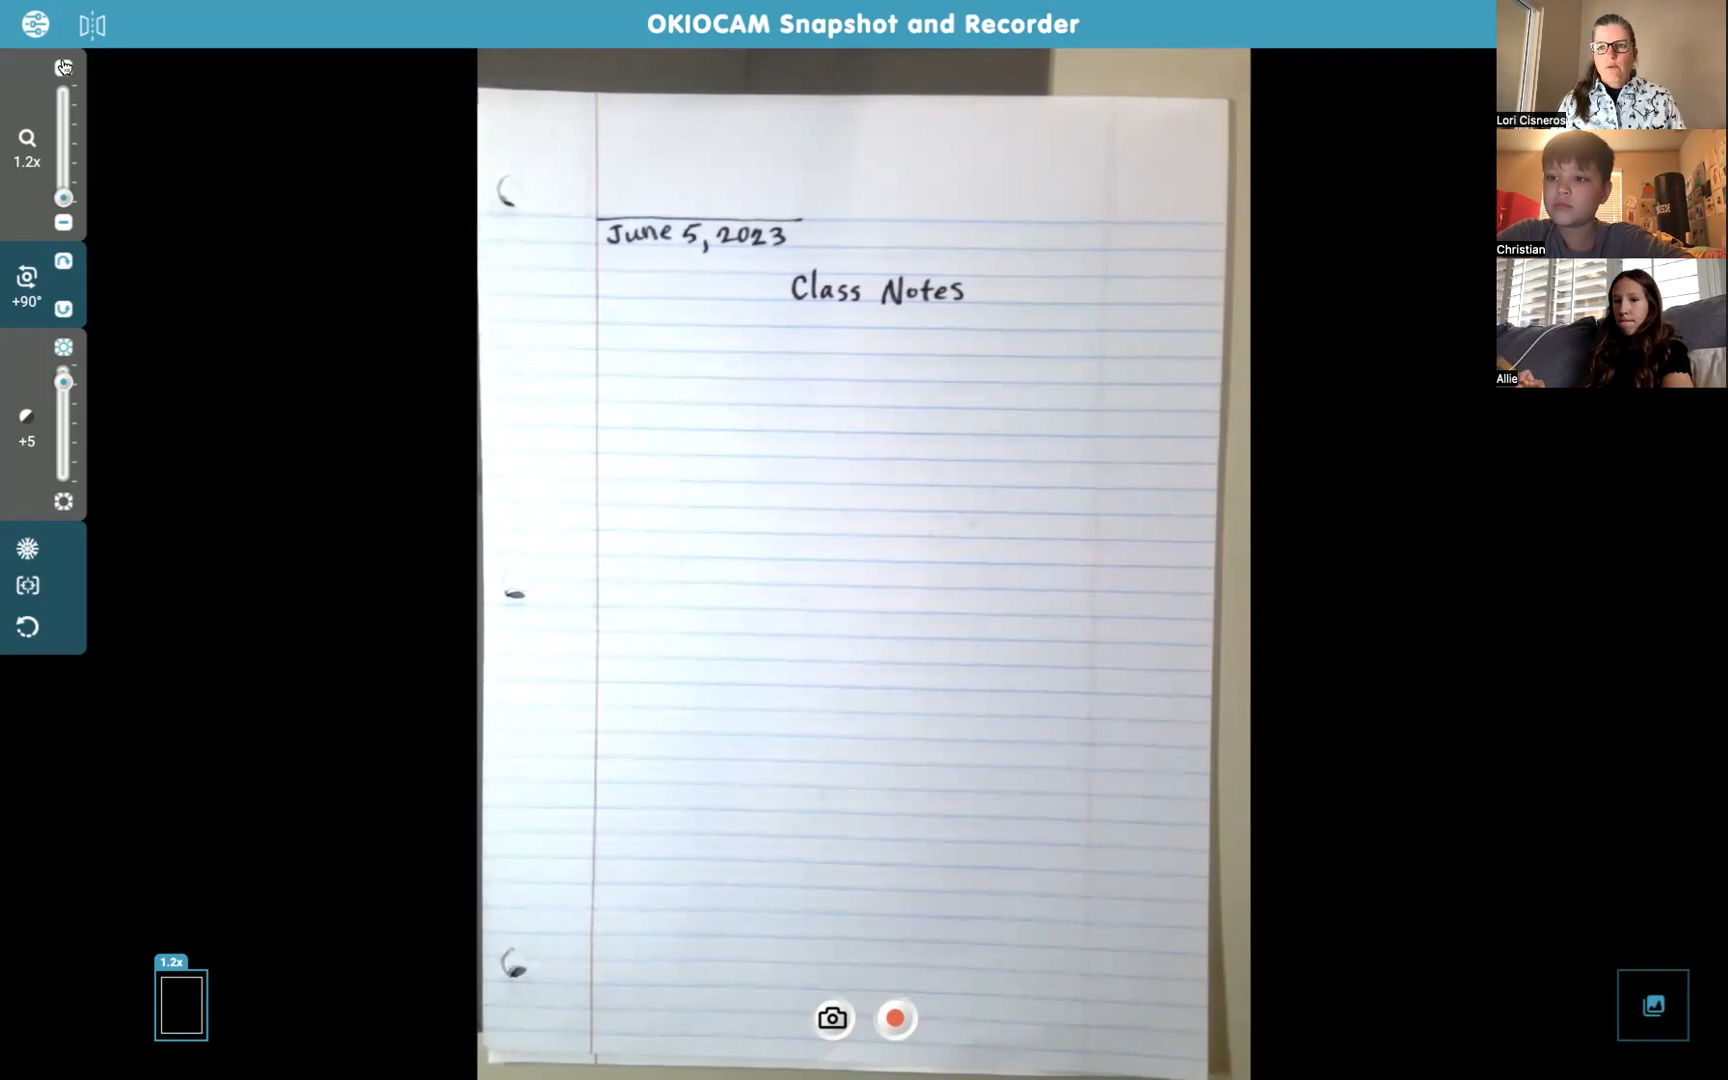 OKIOCAM Snapshot and Recorder
Lori Cisneros
1.2x
Christian
June 5, 2023
Class Notes
+90°
Allie
+5
1.2x